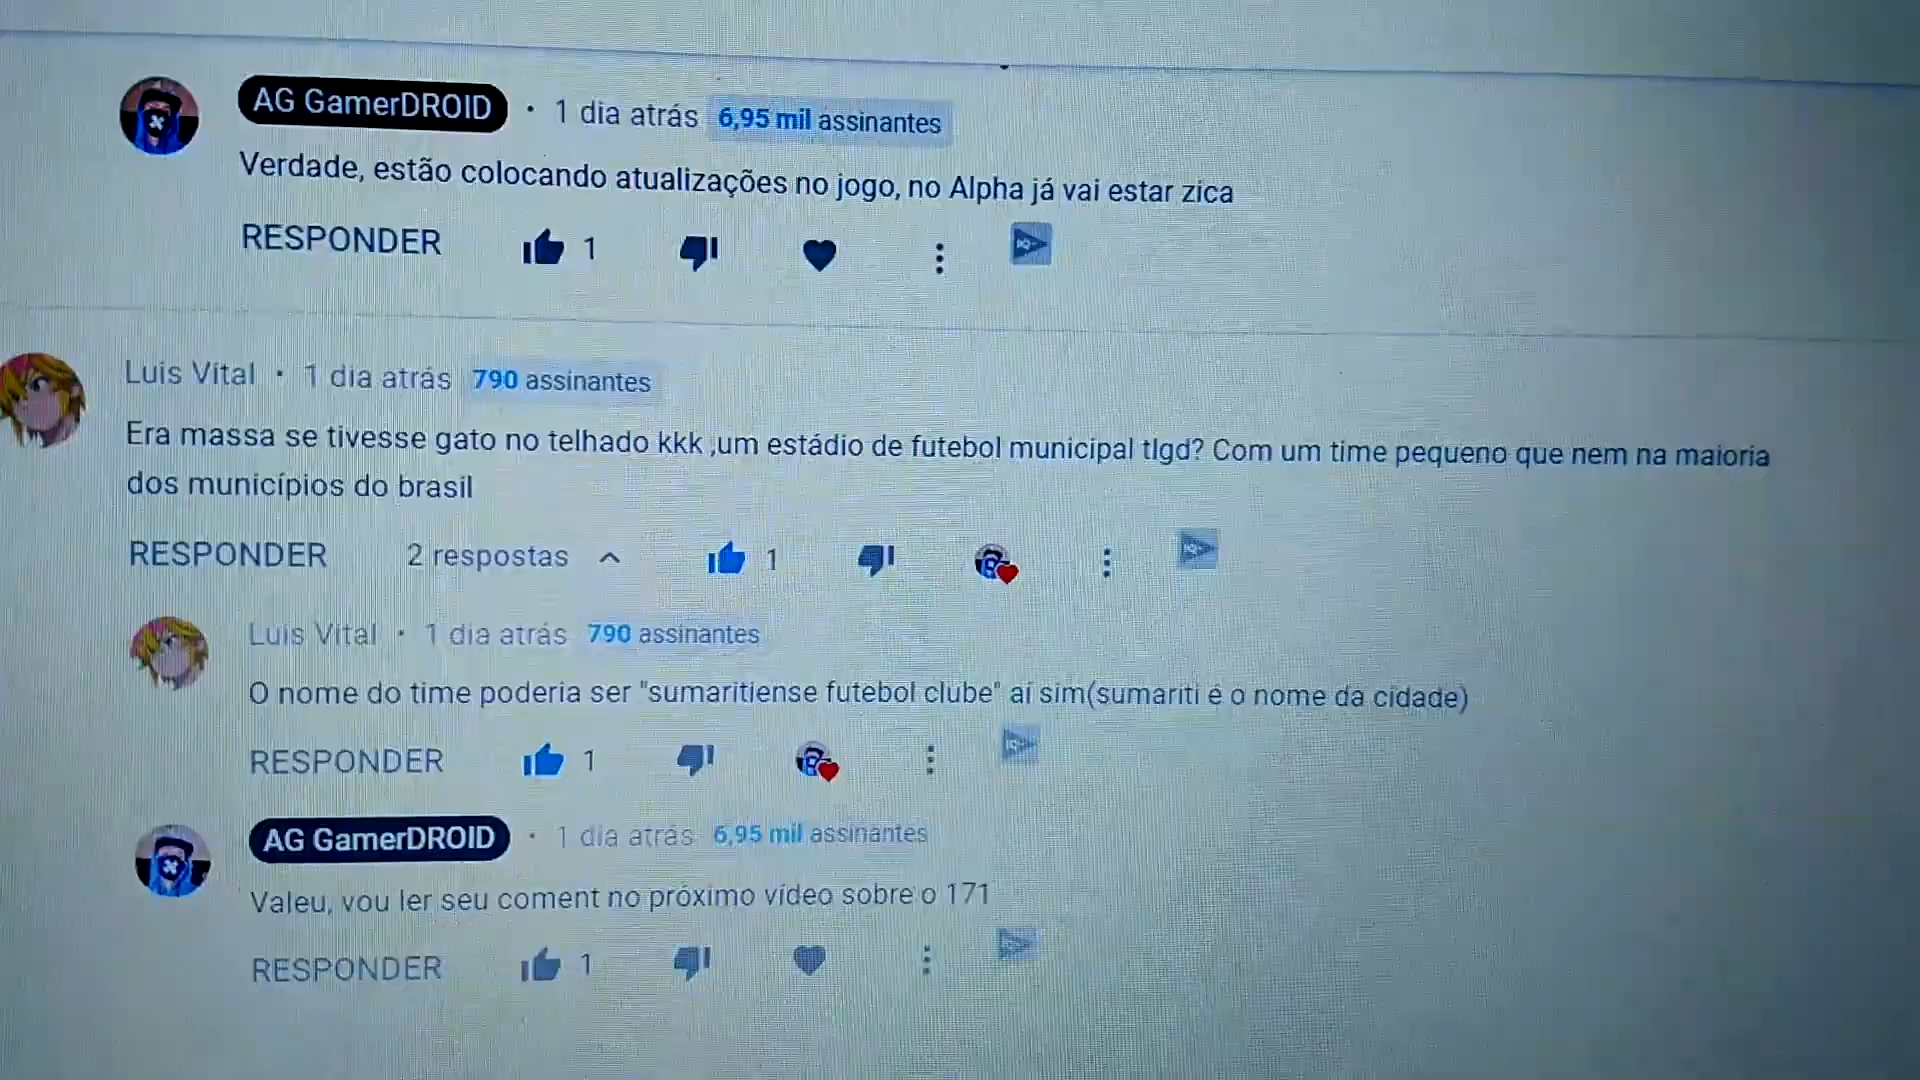 AG GamerDROID · 1 dia atrás 6,95 mil assinantes
Verdade, estão colocando atualizações no jogo, no Alpha já vai estar zica
RESPONDER 1
Luis Vital · 1 dia atrás 790 assinantes
Era massa se tivesse gato no telhado kkk ,um estádio de futebol municipal tlgd? Com um time pequeno que nem na maioria
dos municípios do brasil
RESPONDER 2 respostas 1
Luis Vital · 1 dia atrás 790 assinantes
O nome do time poderia ser "sumaritiense futebol clube" aí sim(sumariti é o nome da cidade)
RESPONDER 1
AG GamerDROID · 1 dia atrás 6,95 mil assinantes
Valeu, vou ler seu coment no próximo vídeo sobre o 171
RESPONDER 1